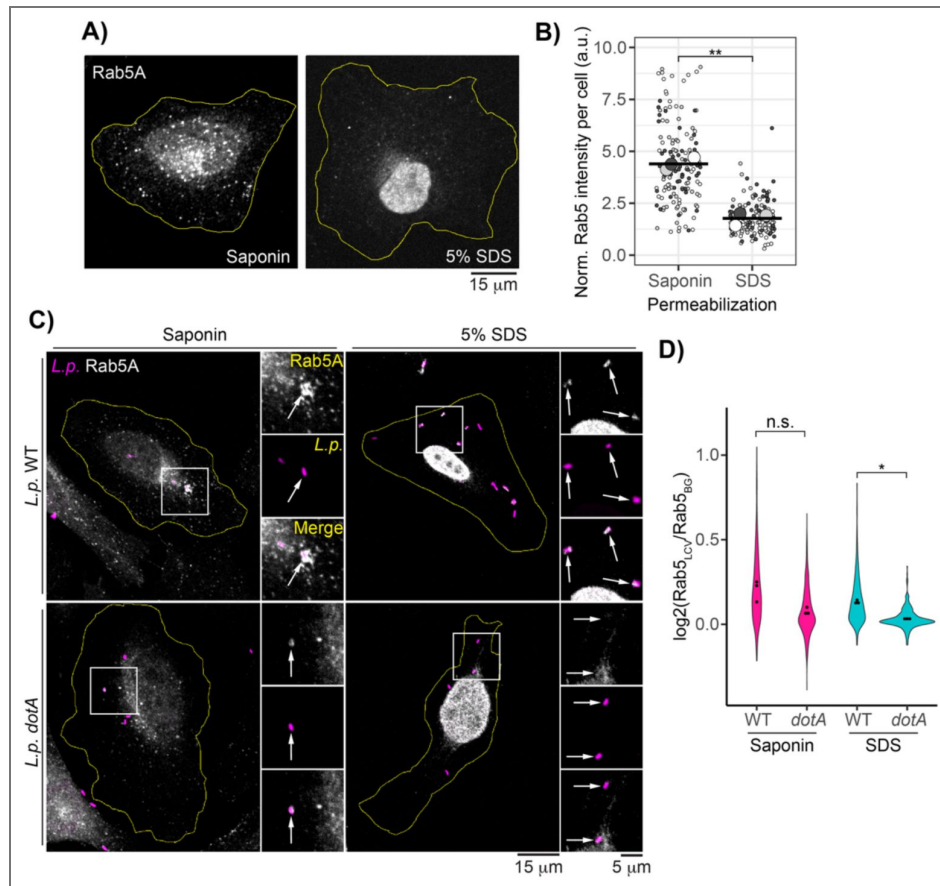 A)
Rab5A
Saponin
5% SDS
15 μm
B)
Norm. Rab5 intensity per cell (a.u.)
10.0
7.5
5.0
2.5
0.0
**
Saponin
SDS
Permeabilization
C)
Saponin
5% SDS
L.p. WT
L.p. dotA
L.p. Rab5A
Rab5A
L.p.
Merge
15 μm
5 μm
D)
log2(Rab5LCV/Rab5BG)
1.0
0.5
0.0
n.s.
*
WT dotA WT dotA
Saponin SDS